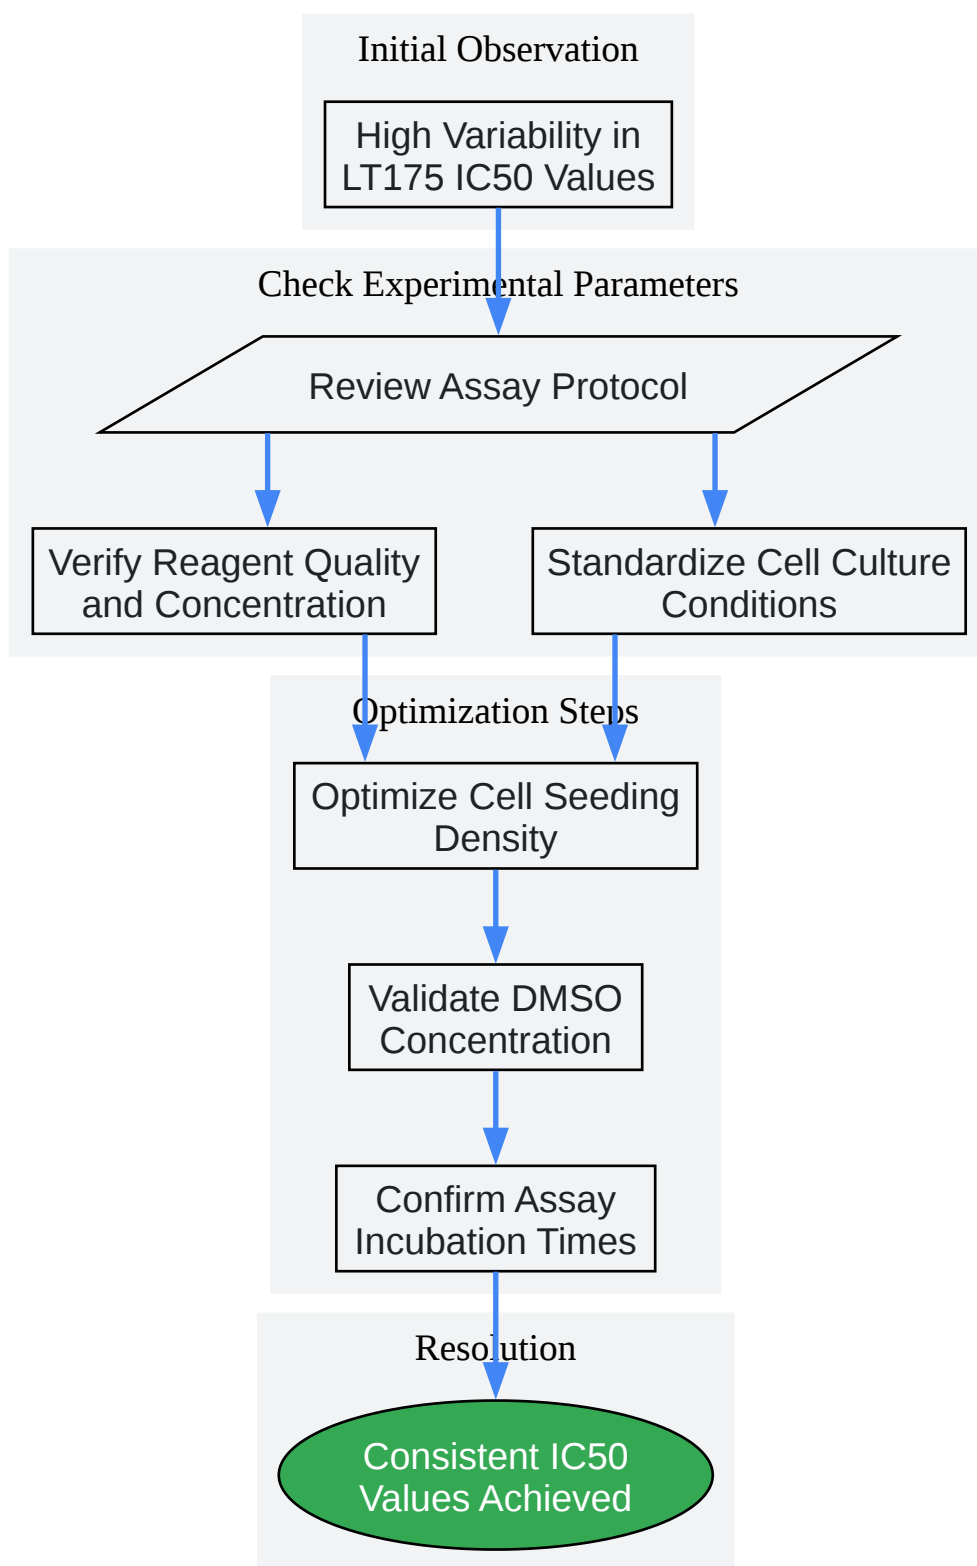 Initial Observation
High Variability in
LT175 IC50 Values
Check Experimental Parameters
Review Assay Protocol
Verify Reagent Quality
and Concentration
Standardize Cell Culture
Conditions
Optimization Steps
Optimize Cell Seeding
Density
Validate DMSO
Concentration
Confirm Assay
Incubation Times
Resolution
Consistent IC50
Values Achieved